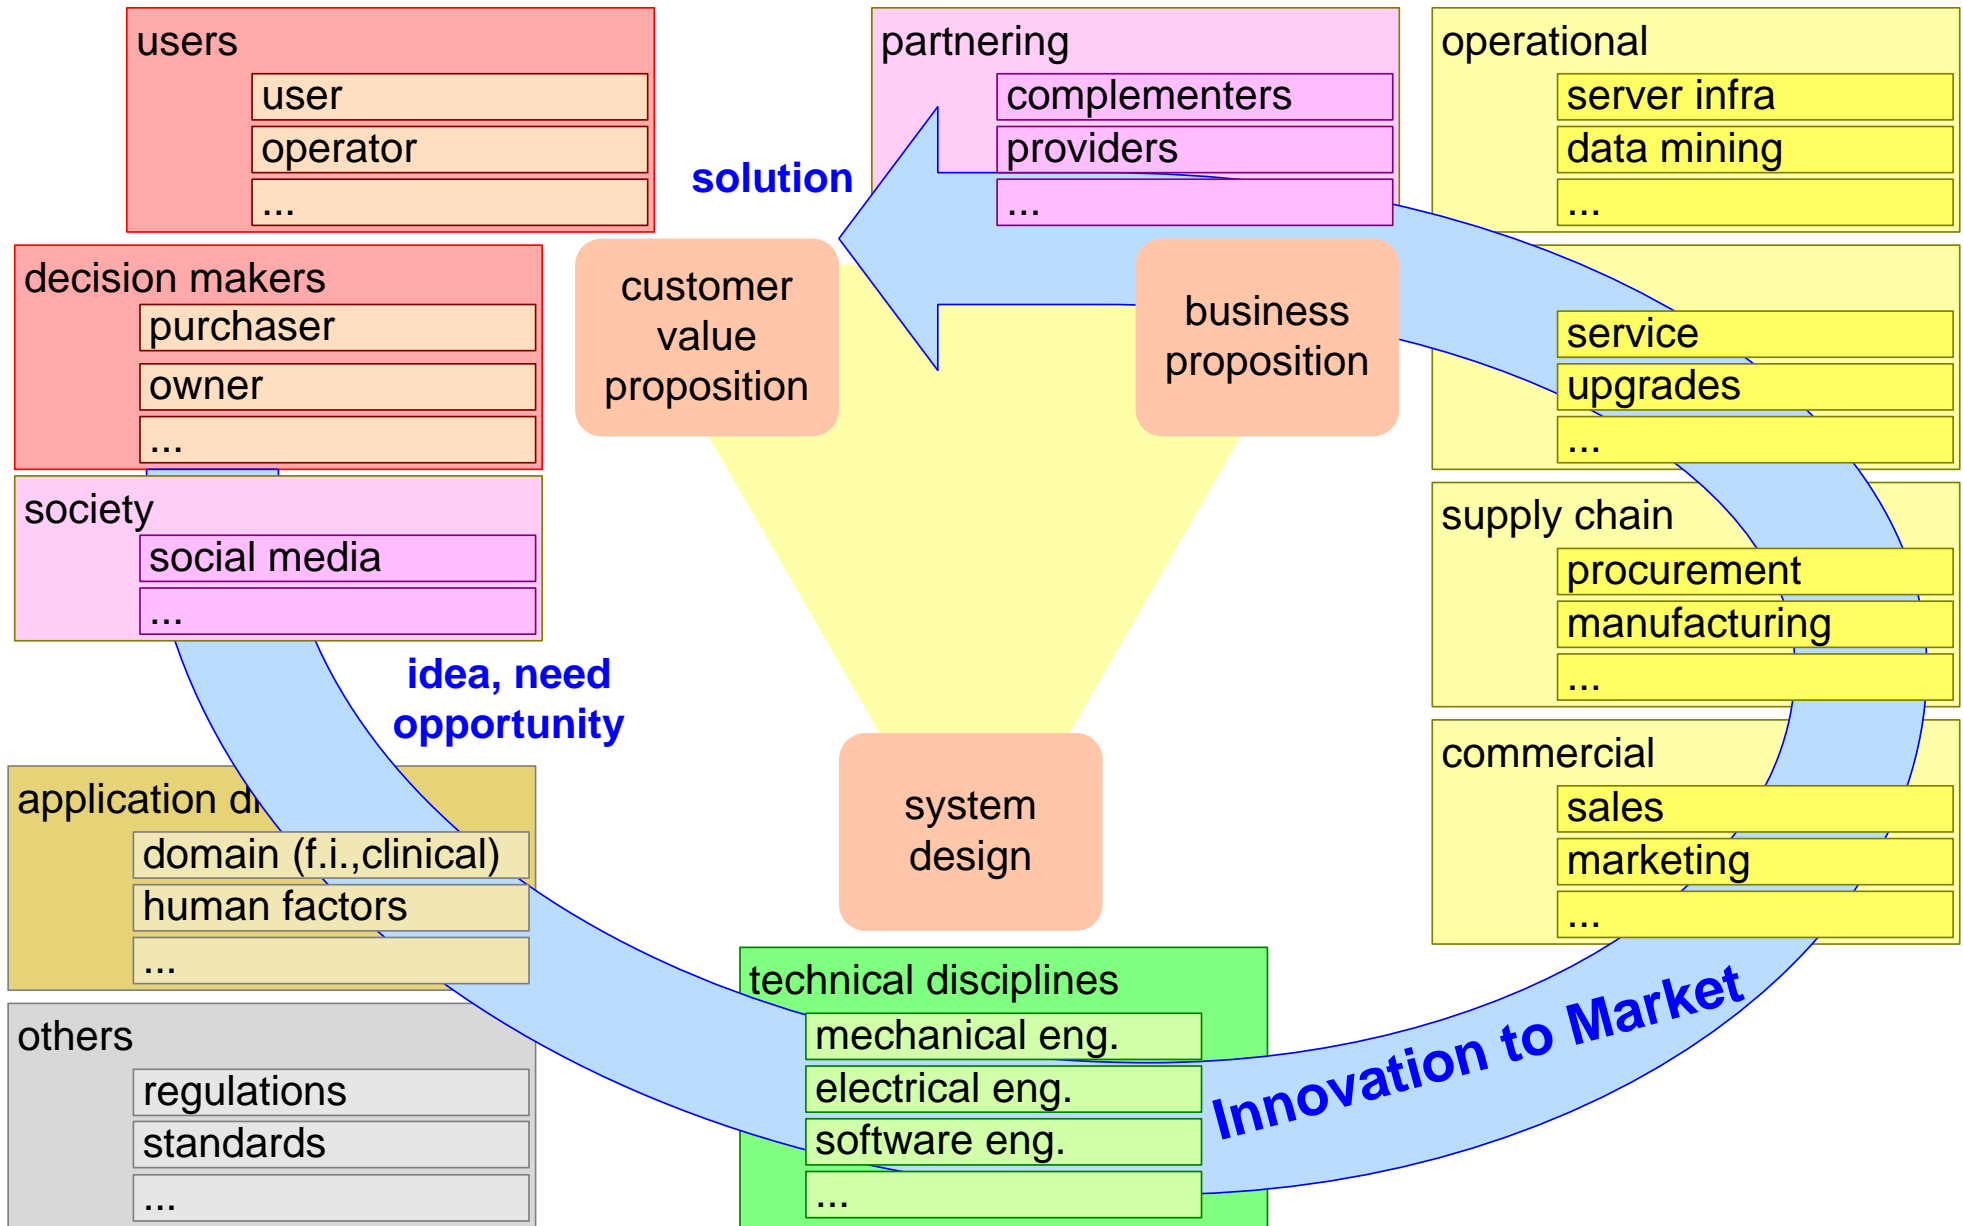 users
user
operator
...
decision makers
purchaser
owner
...
society
social media
...
idea, need
opportunity
application di
domain (f.i.,clinical)
human factors
...
others
regulations
standards
...
solution
customer
value
proposition
business
proposition
system
design
technical disciplines
mechanical eng.
electrical eng.
software eng.
...
Innovation to Market
partnering
complementers
providers
...
operational
server infra
data mining
...
service
upgrades
...
supply chain
procurement
manufacturing
...
commercial
sales
marketing
...